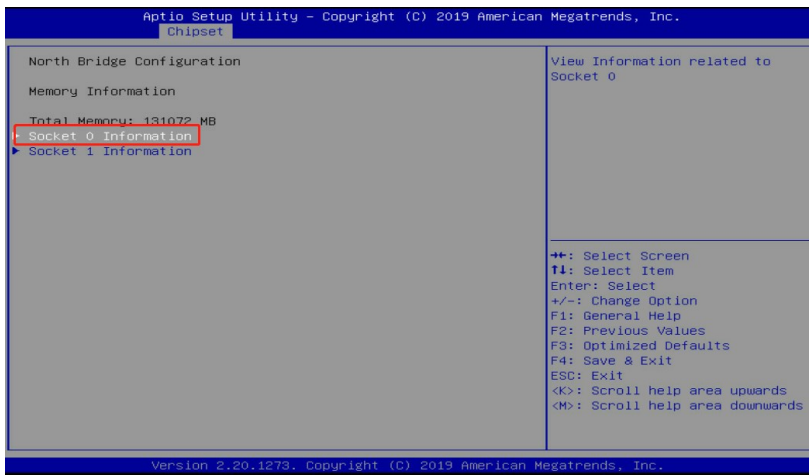 Aptio Setup Utility – Copyright (C) 2019 American Megatrends, Inc.
Chipset
North Bridge Configuration
Memory Information
Total Memory: 131072 MB
▶ Socket 0 Information
▶ Socket 1 Information
View Information related to
Socket 0
→←: Select Screen
↑↓: Select Item
Enter: Select
+/-: Change Option
F1: General Help
F2: Previous Values
F3: Optimized Defaults
F4: Save & Exit
ESC: Exit
<K>: Scroll help area upwards
<M>: Scroll help area downwards
Version 2.20.1273. Copyright (C) 2019 American Megatrends, Inc.